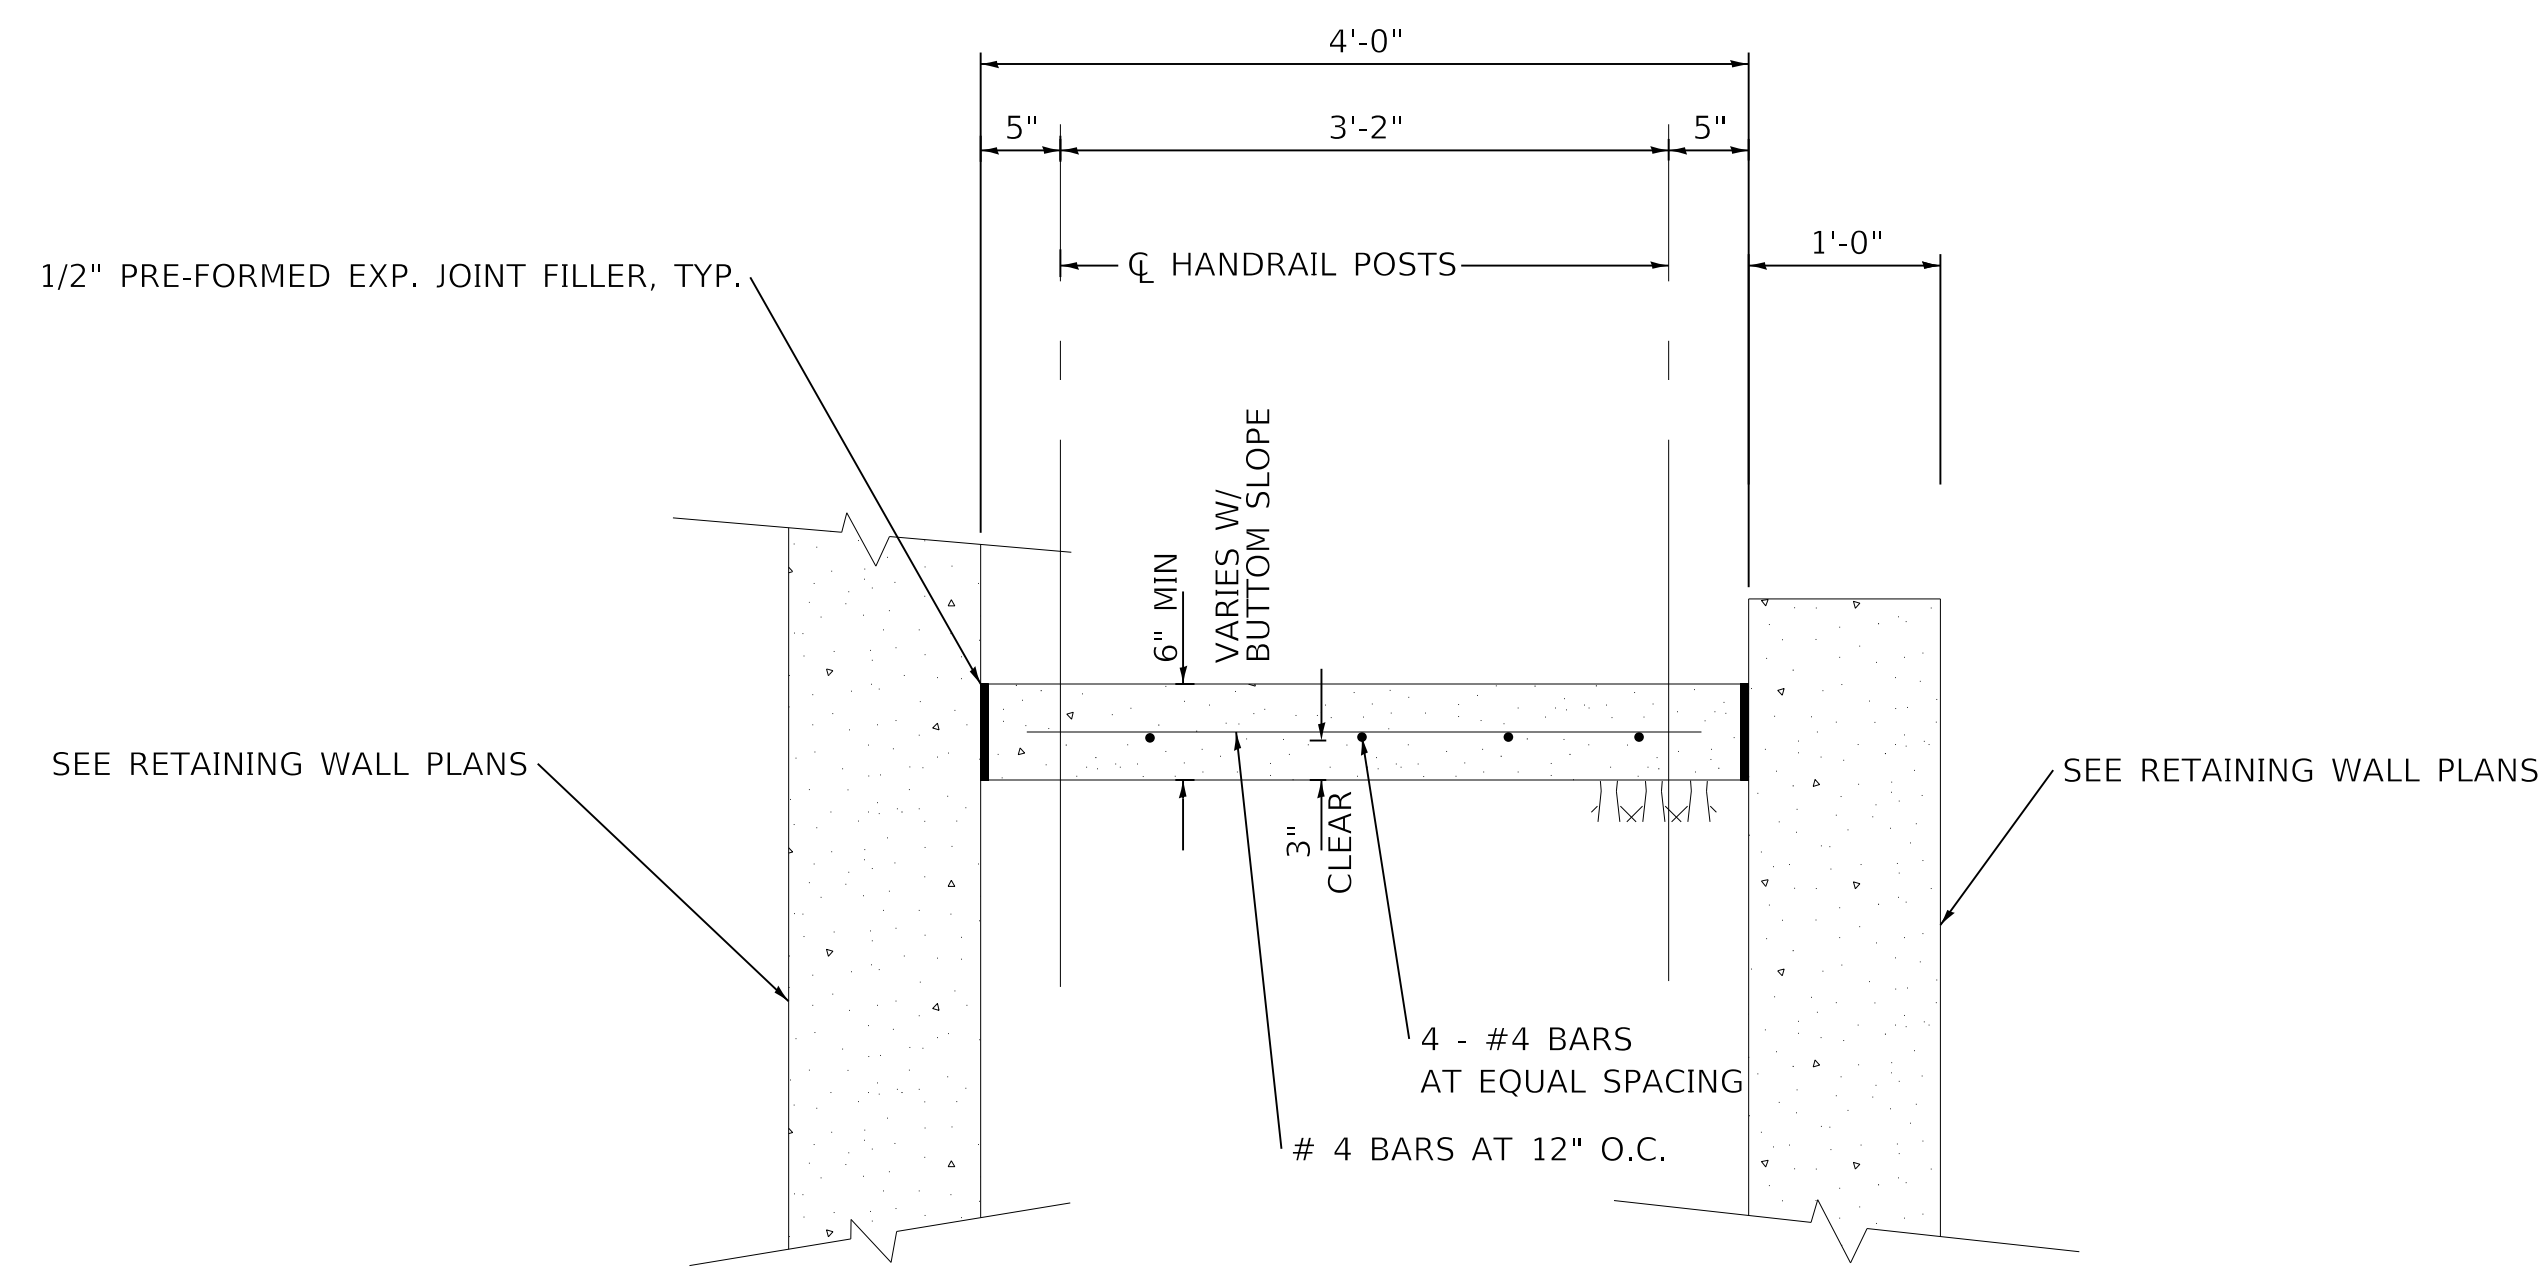 4'-0"
5"
3'-2"
5"
℄ HANDRAIL POSTS
1'-0"
1/2" PRE-FORMED EXP. JOINT FILLER, TYP.
6" MIN
VARIES W/
BUTTOM SLOPE
SEE RETAINING WALL PLANS
SEE RETAINING WALL PLANS
3"
CLEAR
4 - #4 BARS
AT EQUAL SPACING
# 4 BARS AT 12" O.C.